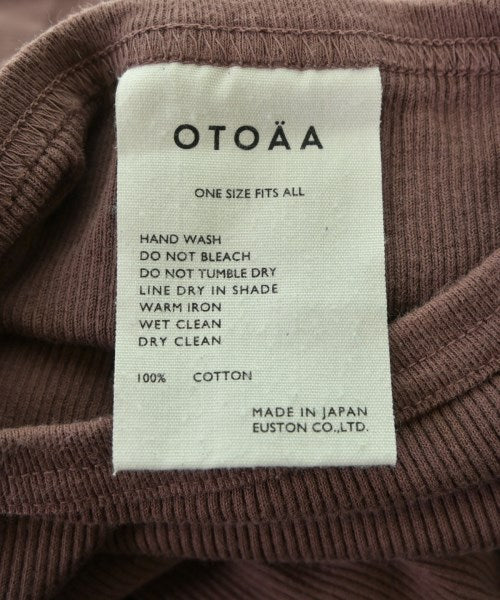 OTOÄA
ONE SIZE FITS ALL
HAND WASH
DO NOT BLEACH
DO NOT TUMBLE DRY
LINE DRY IN SHADE
WARM IRON
WET CLEAN
DRY CLEAN
100% COTTON
MADE IN JAPAN
EUSTON CO.,LTD.